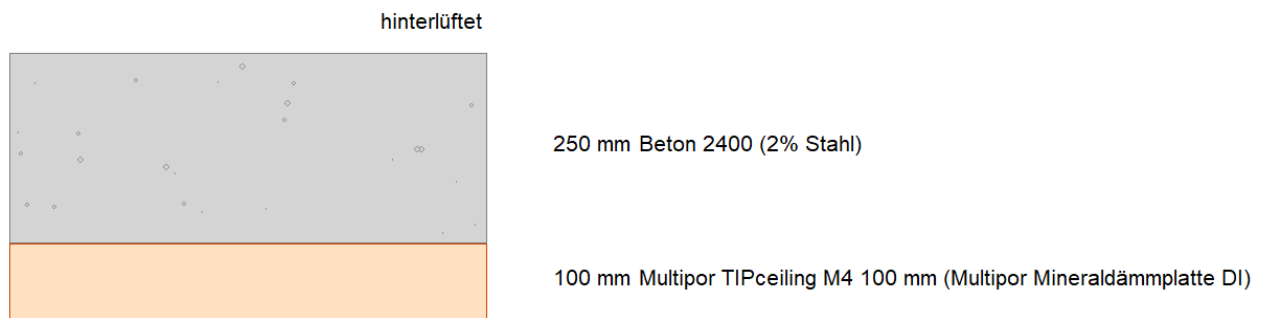 hinterlüftet
250 mm Beton 2400 (2% Stahl)
100 mm Multipor TIPceiling M4 100 mm (Multipor Mineraldämmplatte DI)